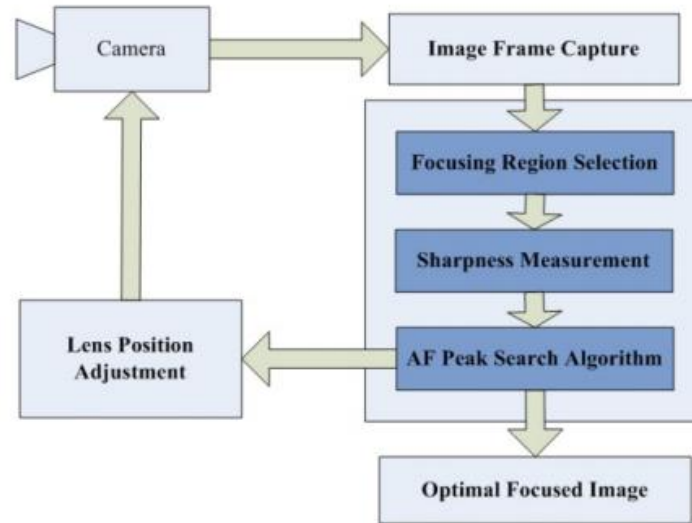 Camera
Image Frame Capture
Focusing Region Selection
Sharpness Measurement
AF Peak Search Algorithm
Lens Position
Adjustment
Optimal Focused Image